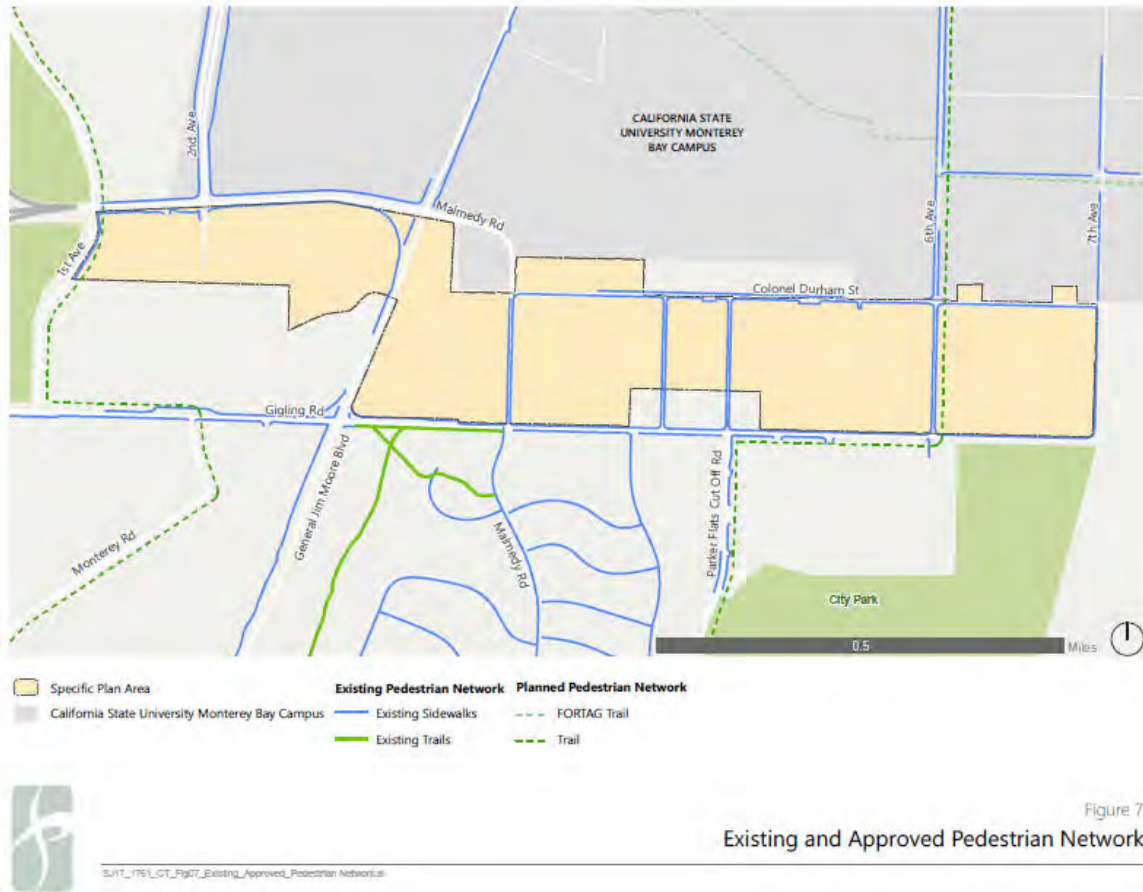 CALIFORNIA STATE
UNIVERSITY MONTEREY
BAY CAMPUS
2nd Ave
Malmedy Rd
6th Ave
7th Ave
1st Ave
Colonel Durham St
Gigling Rd
General Jim Moore Blvd
Monterey Rd
Malmedy Rd
Parker Flats Cut Off Rd
City Park
0.5
Miles
Specific Plan Area
California State University Monterey Bay Campus
Existing Pedestrian Network
Existing Sidewalks
Existing Trails
Planned Pedestrian Network
FORTAG Trail
Trail
Figure 7
Existing and Approved Pedestrian Network
SJ17_1761_CT_Fig07_Existing_Approved_Pedestrian Network.ai